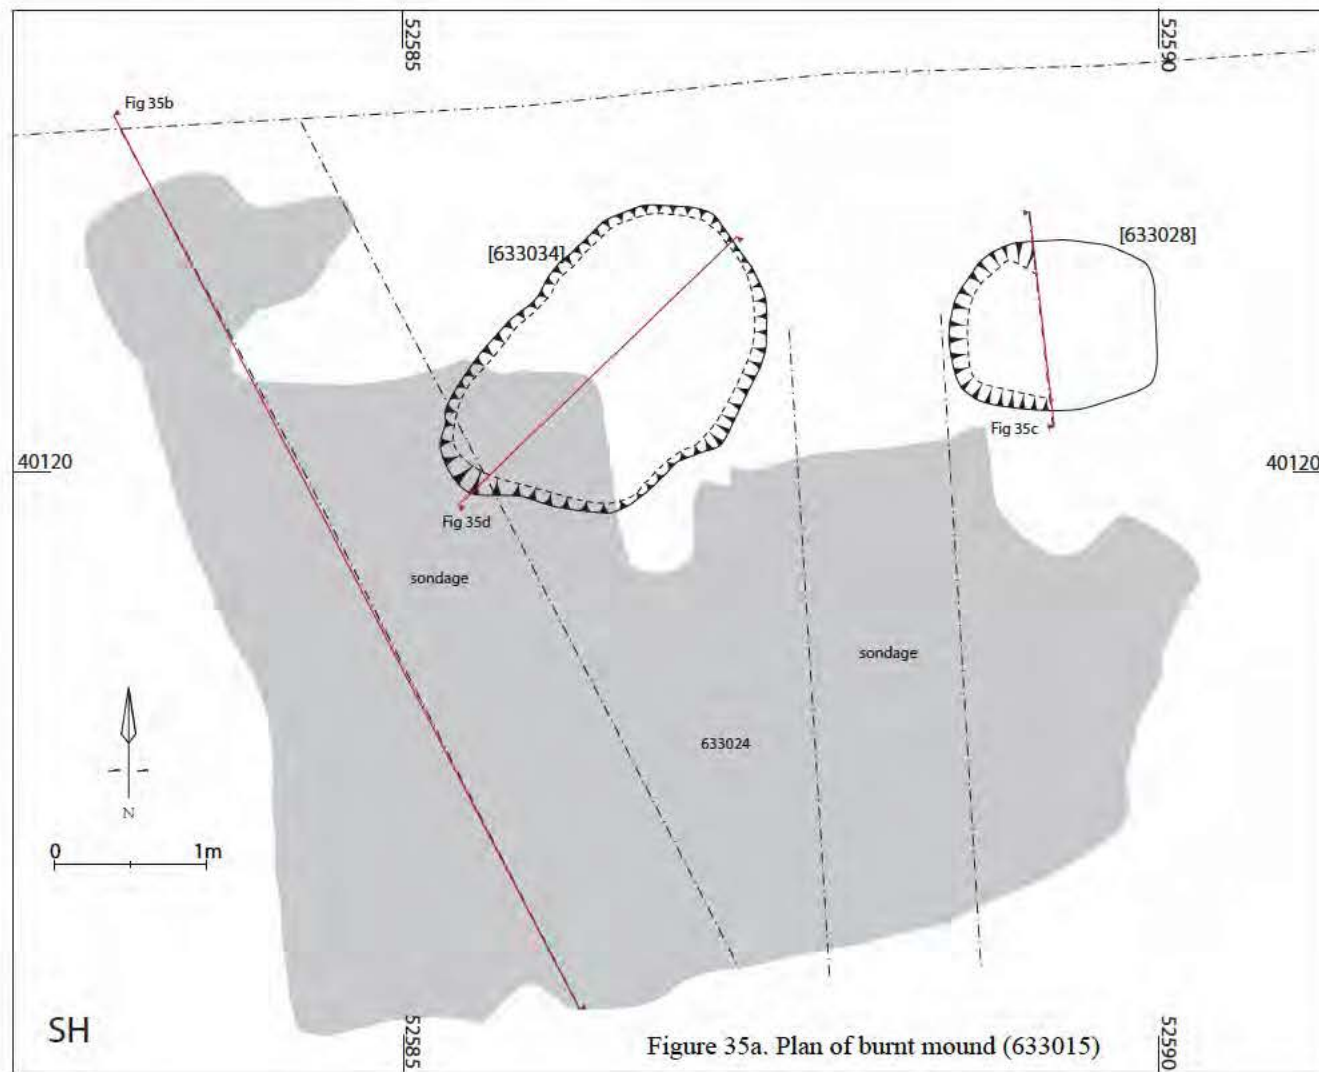 52585
52590
Fig 35b
[633034]
[633028]
Fig 35c
40120
40120
Fig 35d
sondage
sondage
633024
N
0 1m
SH
52585
52590
Figure 35a. Plan of burnt mound (633015)